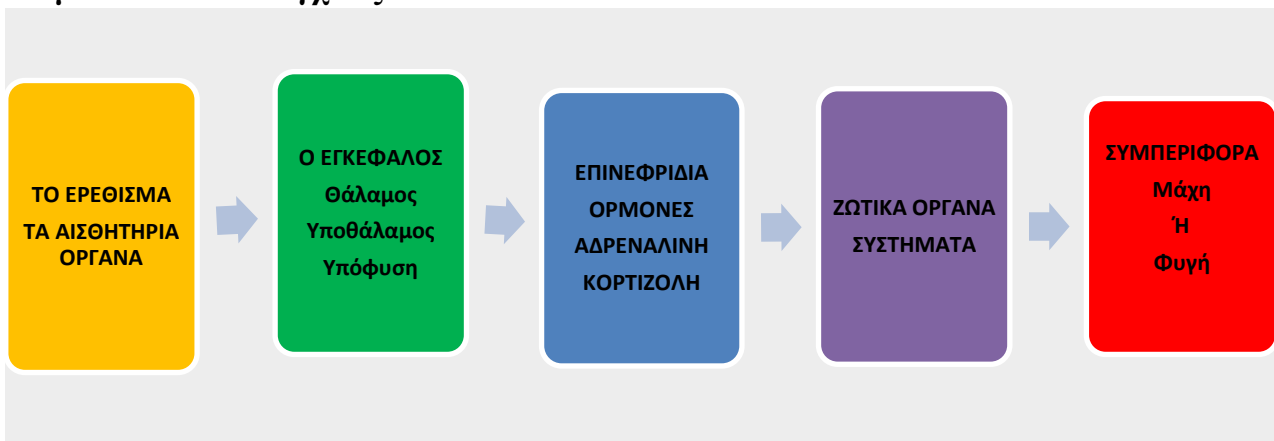 ΤΟ ΕΡΕΘΙΣΜΑ
ΤΑ ΑΙΣΘΗΤΗΡΙΑ
ΟΡΓΑΝΑ
Ο ΕΓΚΕΦΑΛΟΣ
Θάλαμος
Υποθάλαμος
Υπόφυση
ΕΠΙΝΕΦΡΙΔΙΑ
ΟΡΜΟΝΕΣ
ΑΔΡΕΝΑΛΙΝΗ
ΚΟΡΤΙΖΟΛΗ
ΖΩΤΙΚΑ ΟΡΓΑΝΑ
ΣΥΣΤΗΜΑΤΑ
ΣΥΜΠΕΡΙΦΟΡΑ
Μάχη
Ή
Φυγή